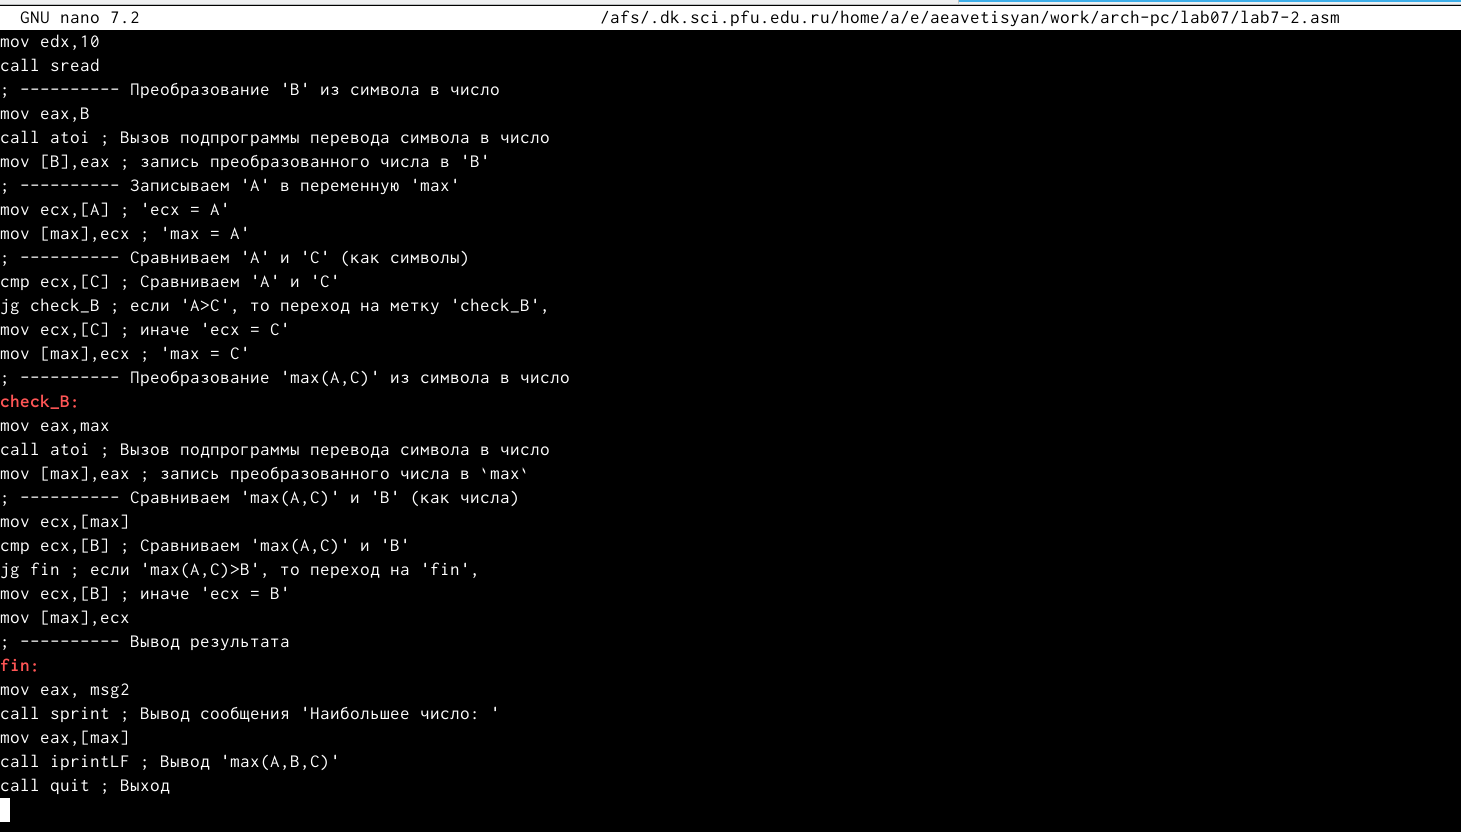 GNU nano 7.2 /afs/.dk.sci.pfu.edu.ru/home/a/e/aeavetisyan/work/arch-pc/lab07/lab7-2.asm
mov edx,10
call sread
; ---------- Преобразование 'B' из символа в число
mov eax,B
call atoi ; Вызов подпрограммы перевода символа в число
mov [B],eax ; запись преобразованного числа в 'B'
; ---------- Записываем 'A' в переменную 'max'
mov ecx,[A] ; 'ecx = A'
mov [max],ecx ; 'max = A'
; ---------- Сравниваем 'A' и 'C' (как символы)
cmp ecx,[C] ; Сравниваем 'A' и 'C'
jg check_B ; если 'A>C', то переход на метку 'check_B',
mov ecx,[C] ; иначе 'ecx = C'
mov [max],ecx ; 'max = C'
; ---------- Преобразование 'max(A,C)' из символа в число
check_B:
mov eax,max
call atoi ; Вызов подпрограммы перевода символа в число
mov [max],eax ; запись преобразованного числа в `max`
; ---------- Сравниваем 'max(A,C)' и 'B' (как числа)
mov ecx,[max]
cmp ecx,[B] ; Сравниваем 'max(A,C)' и 'B'
jg fin ; если 'max(A,C)>B', то переход на 'fin',
mov ecx,[B] ; иначе 'ecx = B'
mov [max],ecx
; ---------- Вывод результата
fin:
mov eax, msg2
call sprint ; Вывод сообщения 'Наибольшее число: '
mov eax,[max]
call iprintLF ; Вывод 'max(A,B,C)'
call quit ; Выход